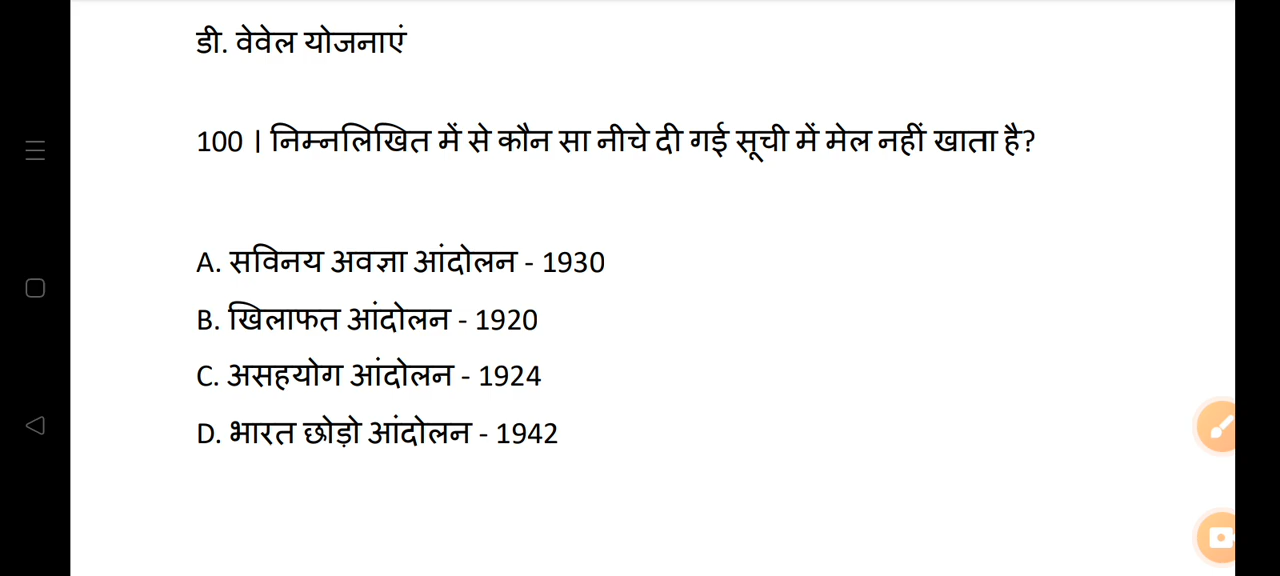 डी. वेवेल योजनाएं
100 । निम्नलिखित में से कौन सा नीचे दी गई सूची में मेल नहीं खाता है?
A. सविनय अवज्ञा आंदोलन - 1930
B. खिलाफत आंदोलन - 1920
C. असहयोग आंदोलन - 1924
D. भारत छोड़ो आंदोलन - 1942